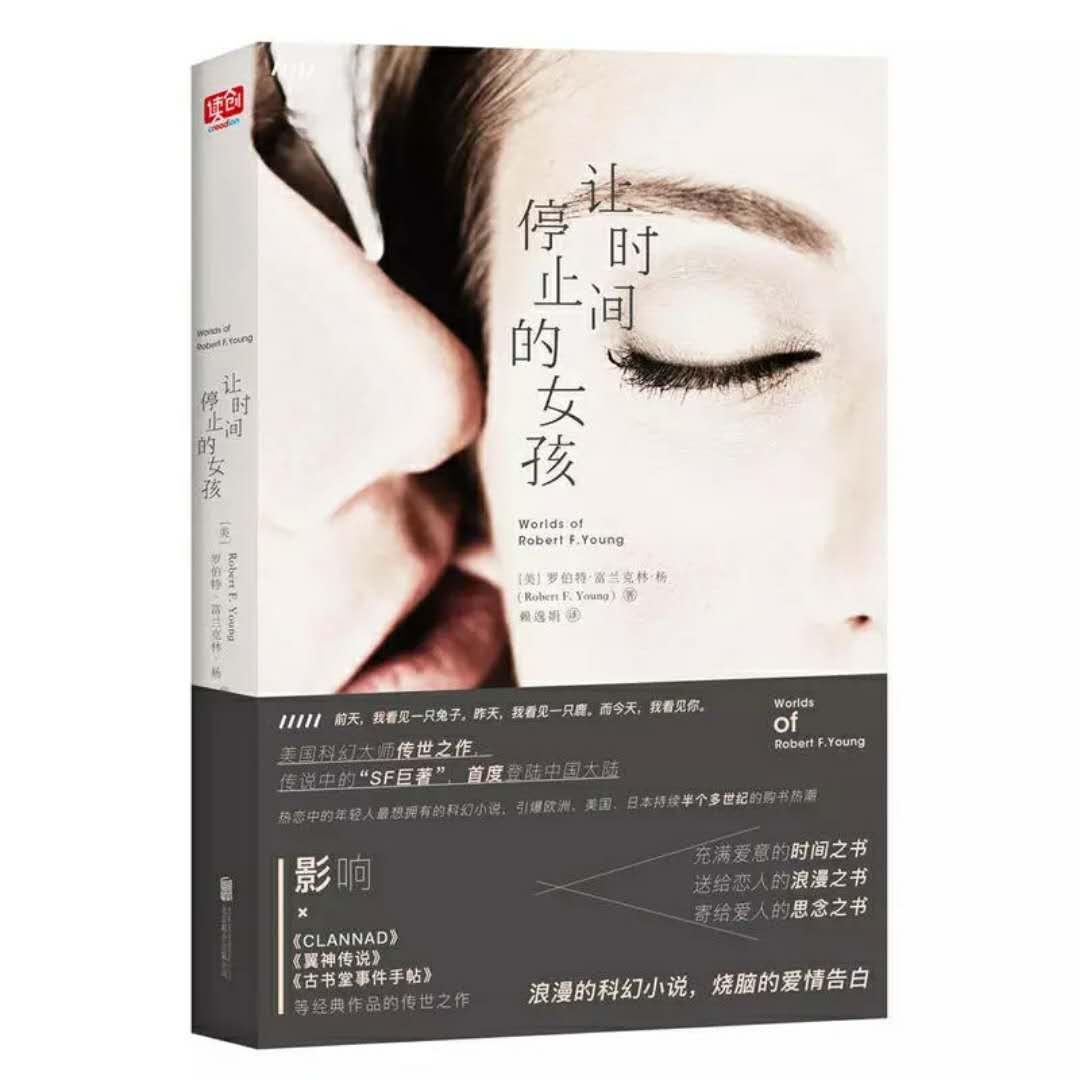 读创
creadion
Worlds of
Robert F.Young
让时间
停止的女孩
[美]
Robert F. Young
罗伯特·富兰克林·杨
让时间
停止的女孩
Worlds of
Robert F.Young
[美] 罗伯特·富兰克林·杨
(Robert F. Young) 著
赖逸娟 译
前天，我看见一只兔子。昨天，我看见一只鹿。而今天，我看见你。
Worlds
of
Robert F.Young
美国科幻大师传世之作，
传说中的“SF巨著”，首度登陆中国大陆
热恋中的年轻人最想拥有的科幻小说，引爆欧洲、美国、日本持续半个多世纪的购书热潮
影响
×
《CLANNAD》
《翼神传说》
《古书堂事件手帖》
等经典作品的传世之作
充满爱意的时间之书
送给恋人的浪漫之书
寄给爱人的思念之书
浪漫的科幻小说，烧脑的爱情告白